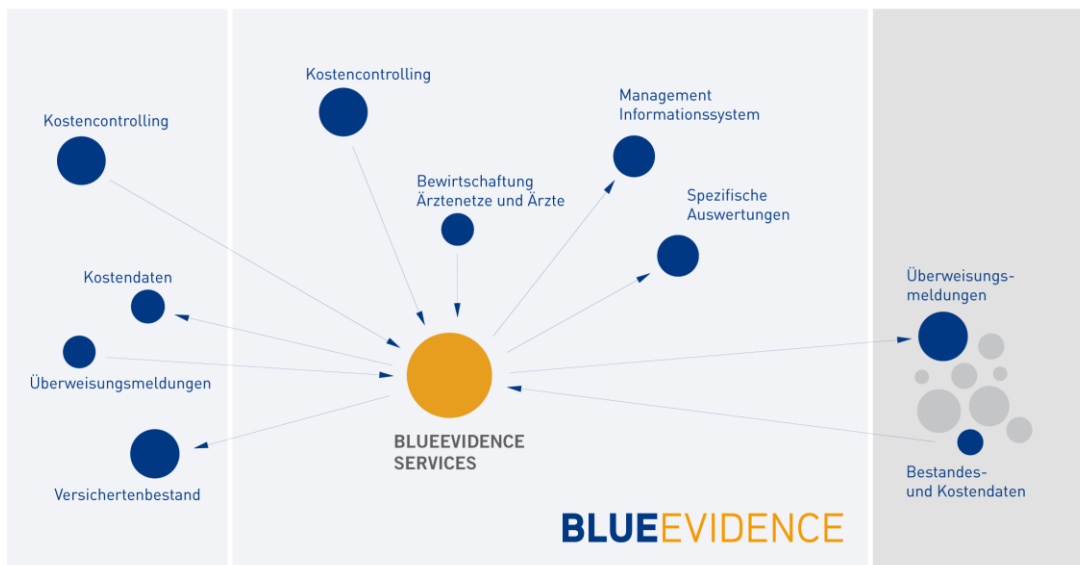 Kostencontrolling
Kostendaten
Überweisungsmeldungen
Versichertenbestand
Kostencontrolling
Bewirtschaftung
Ärztenetze und Ärzte
Management
Informationssystem
Spezifische
Auswertungen
BLUEEVIDENCE
SERVICES
BLUEEVIDENCE
Überweisungs-
meldungen
Bestandes-
und Kostendaten